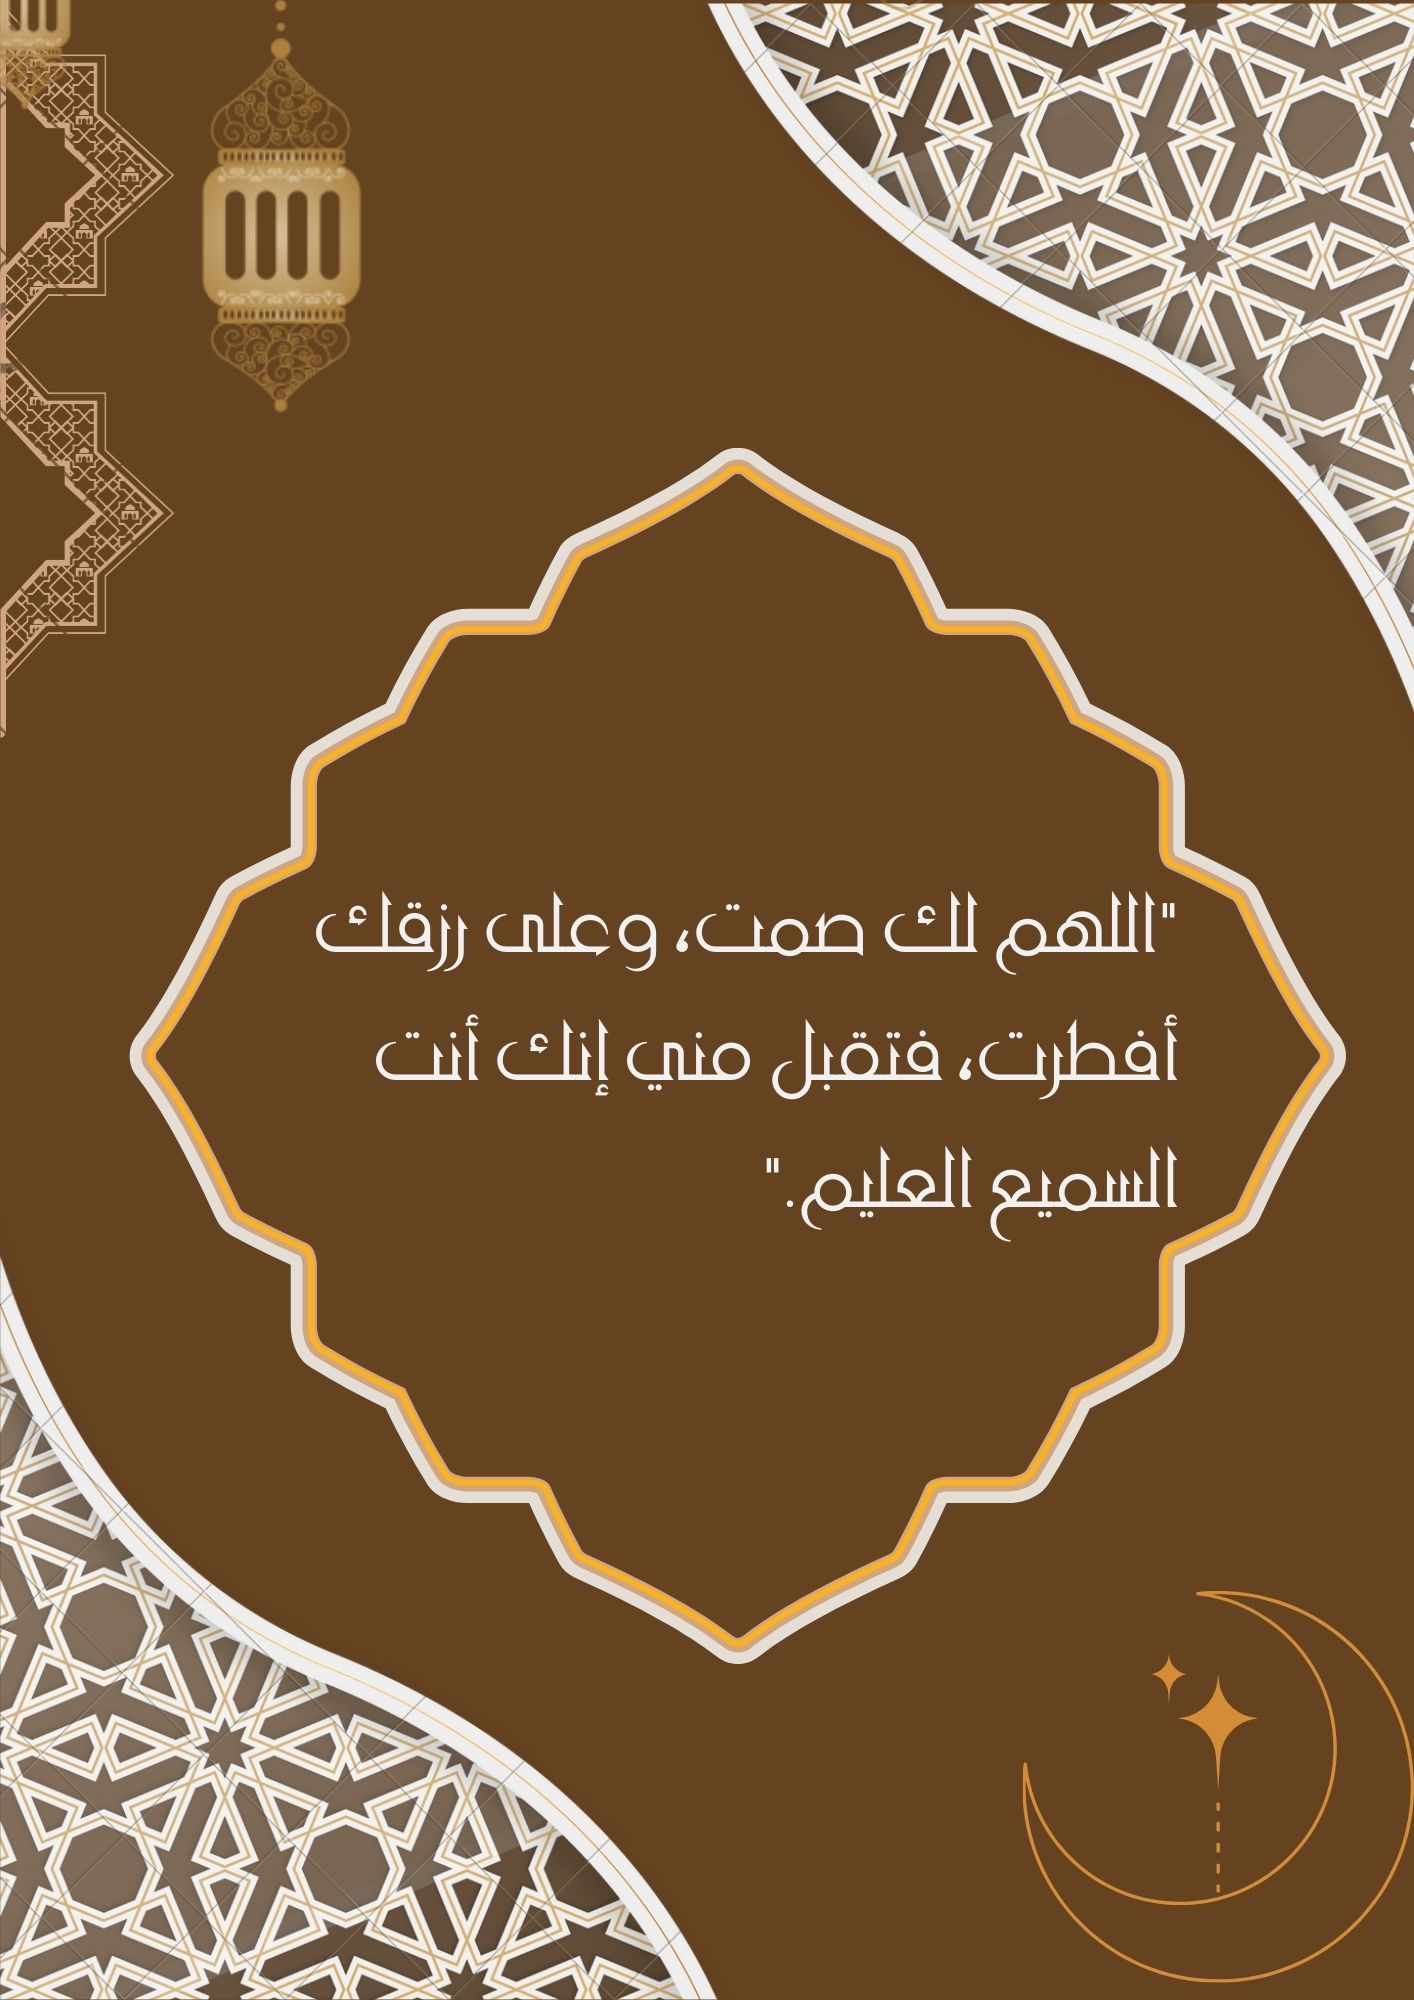 "اللهم لك صمت، وعلى رزقك
أفطرت، فتقبل مني إنك أنت
السميع العليم."